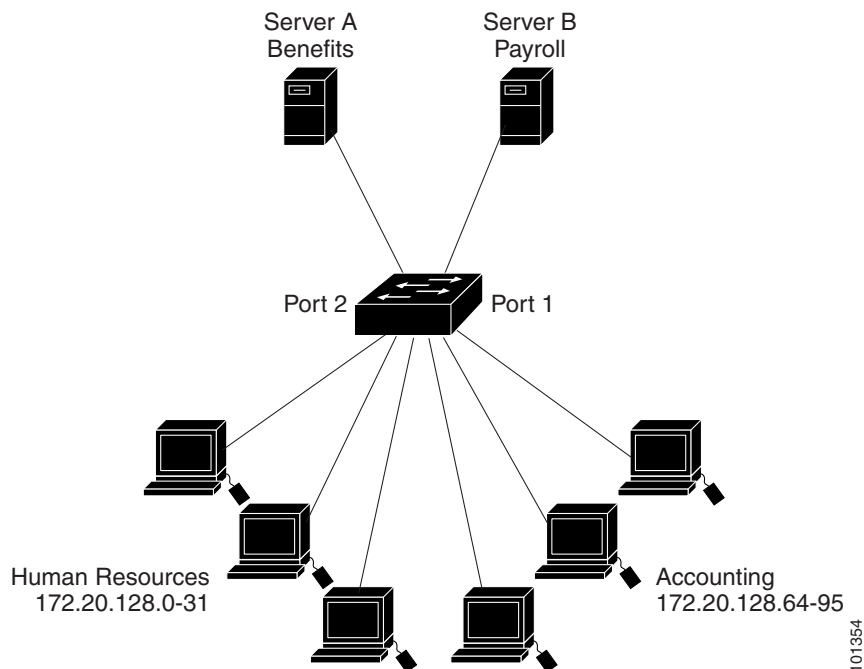 Server A
Benefits
Server B
Payroll
Port 2
Port 1
Human Resources
172.20.128.0-31
Accounting
172.20.128.64-95
101354